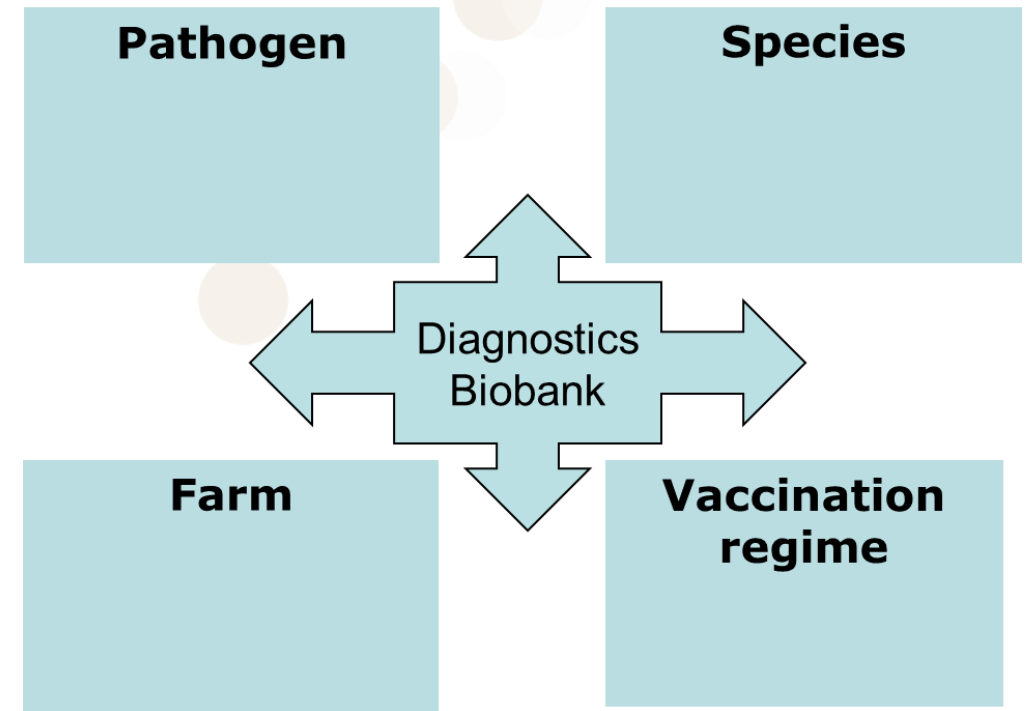 Pathogen
Species
Diagnostics
Biobank
Farm
Vaccination
regime